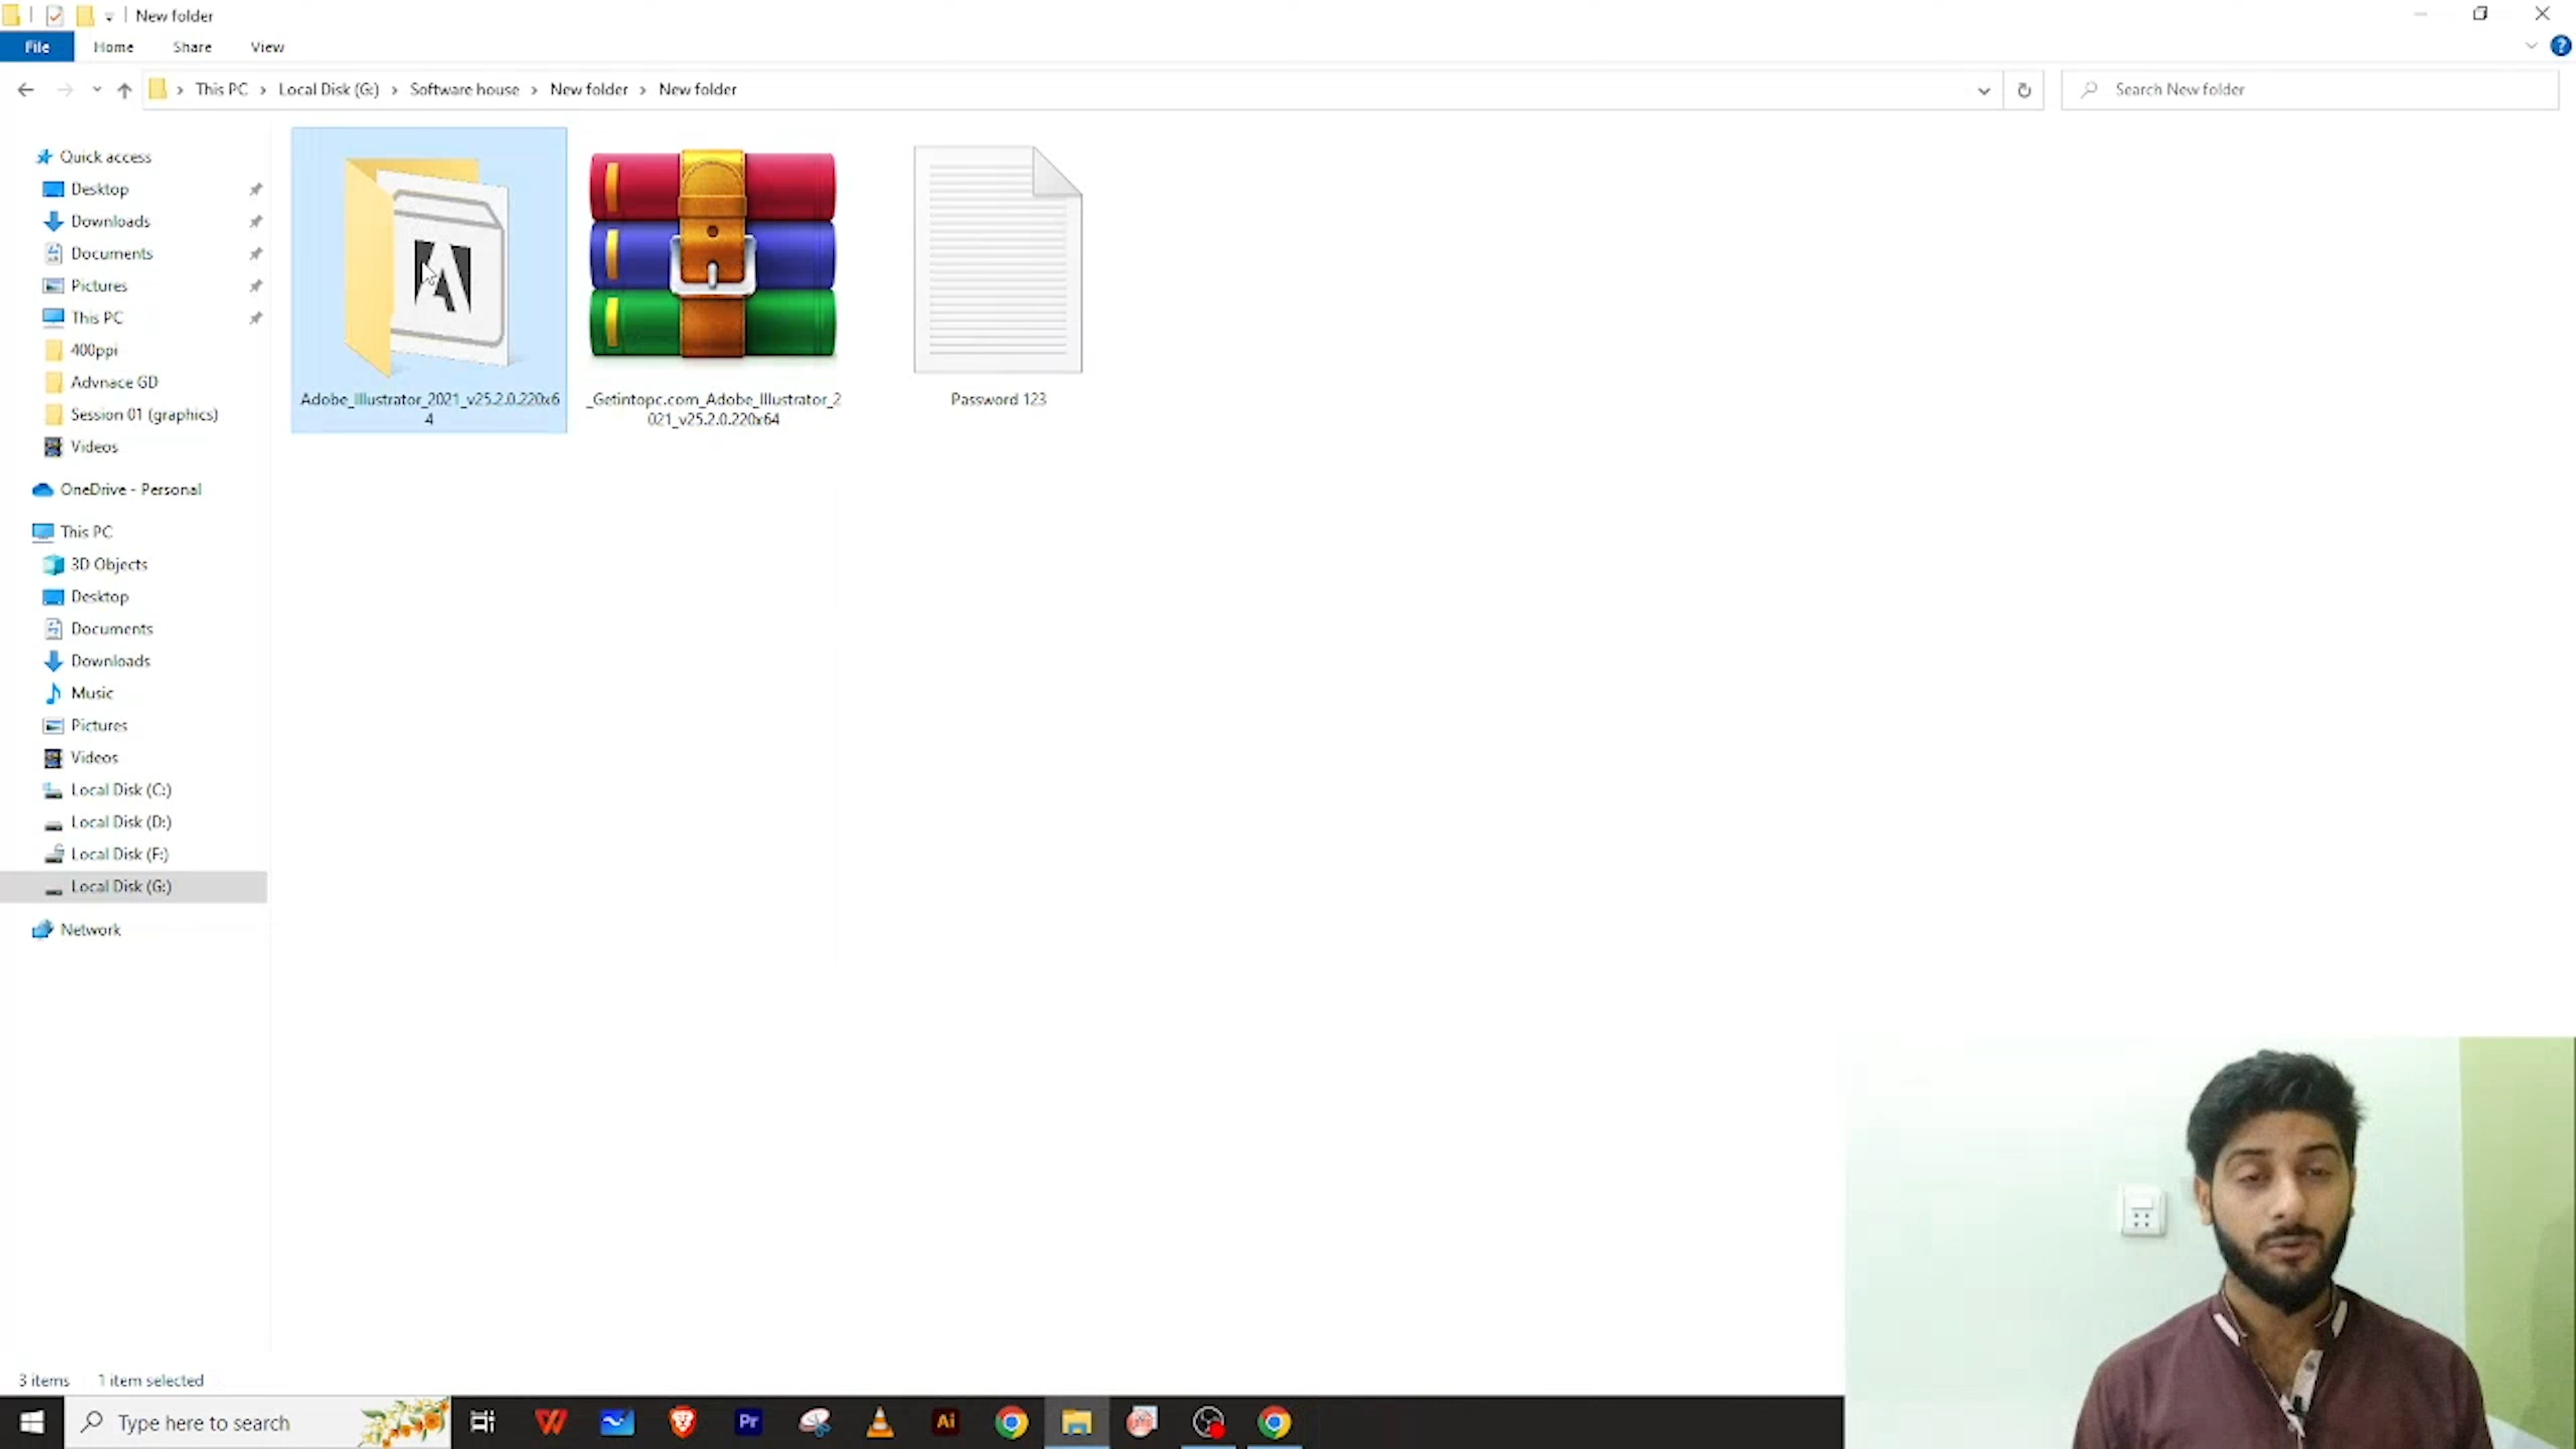 New folder
File Home Share View
This PC Local Disk (G:) Software house New folder New folder
Search New folder
Quick access
Desktop
Downloads
Documents
Pictures
This PC
400ppi
Advnace GD
Session 01 (graphics)
Videos
OneDrive - Personal
This PC
3D Objects
Desktop
Documents
Downloads
Music
Pictures
Videos
Local Disk (C:)
Local Disk (D:)
Local Disk (F:)
Local Disk (G:)
Network
Adobe_Illustrator_2021_v25.2.0.220x6
4
_Getintopc.com_Adobe_Illustrator_2
021_v25.2.0.220x64
Password 123
3 items 1 item selected
Type here to search
Pr
Ai